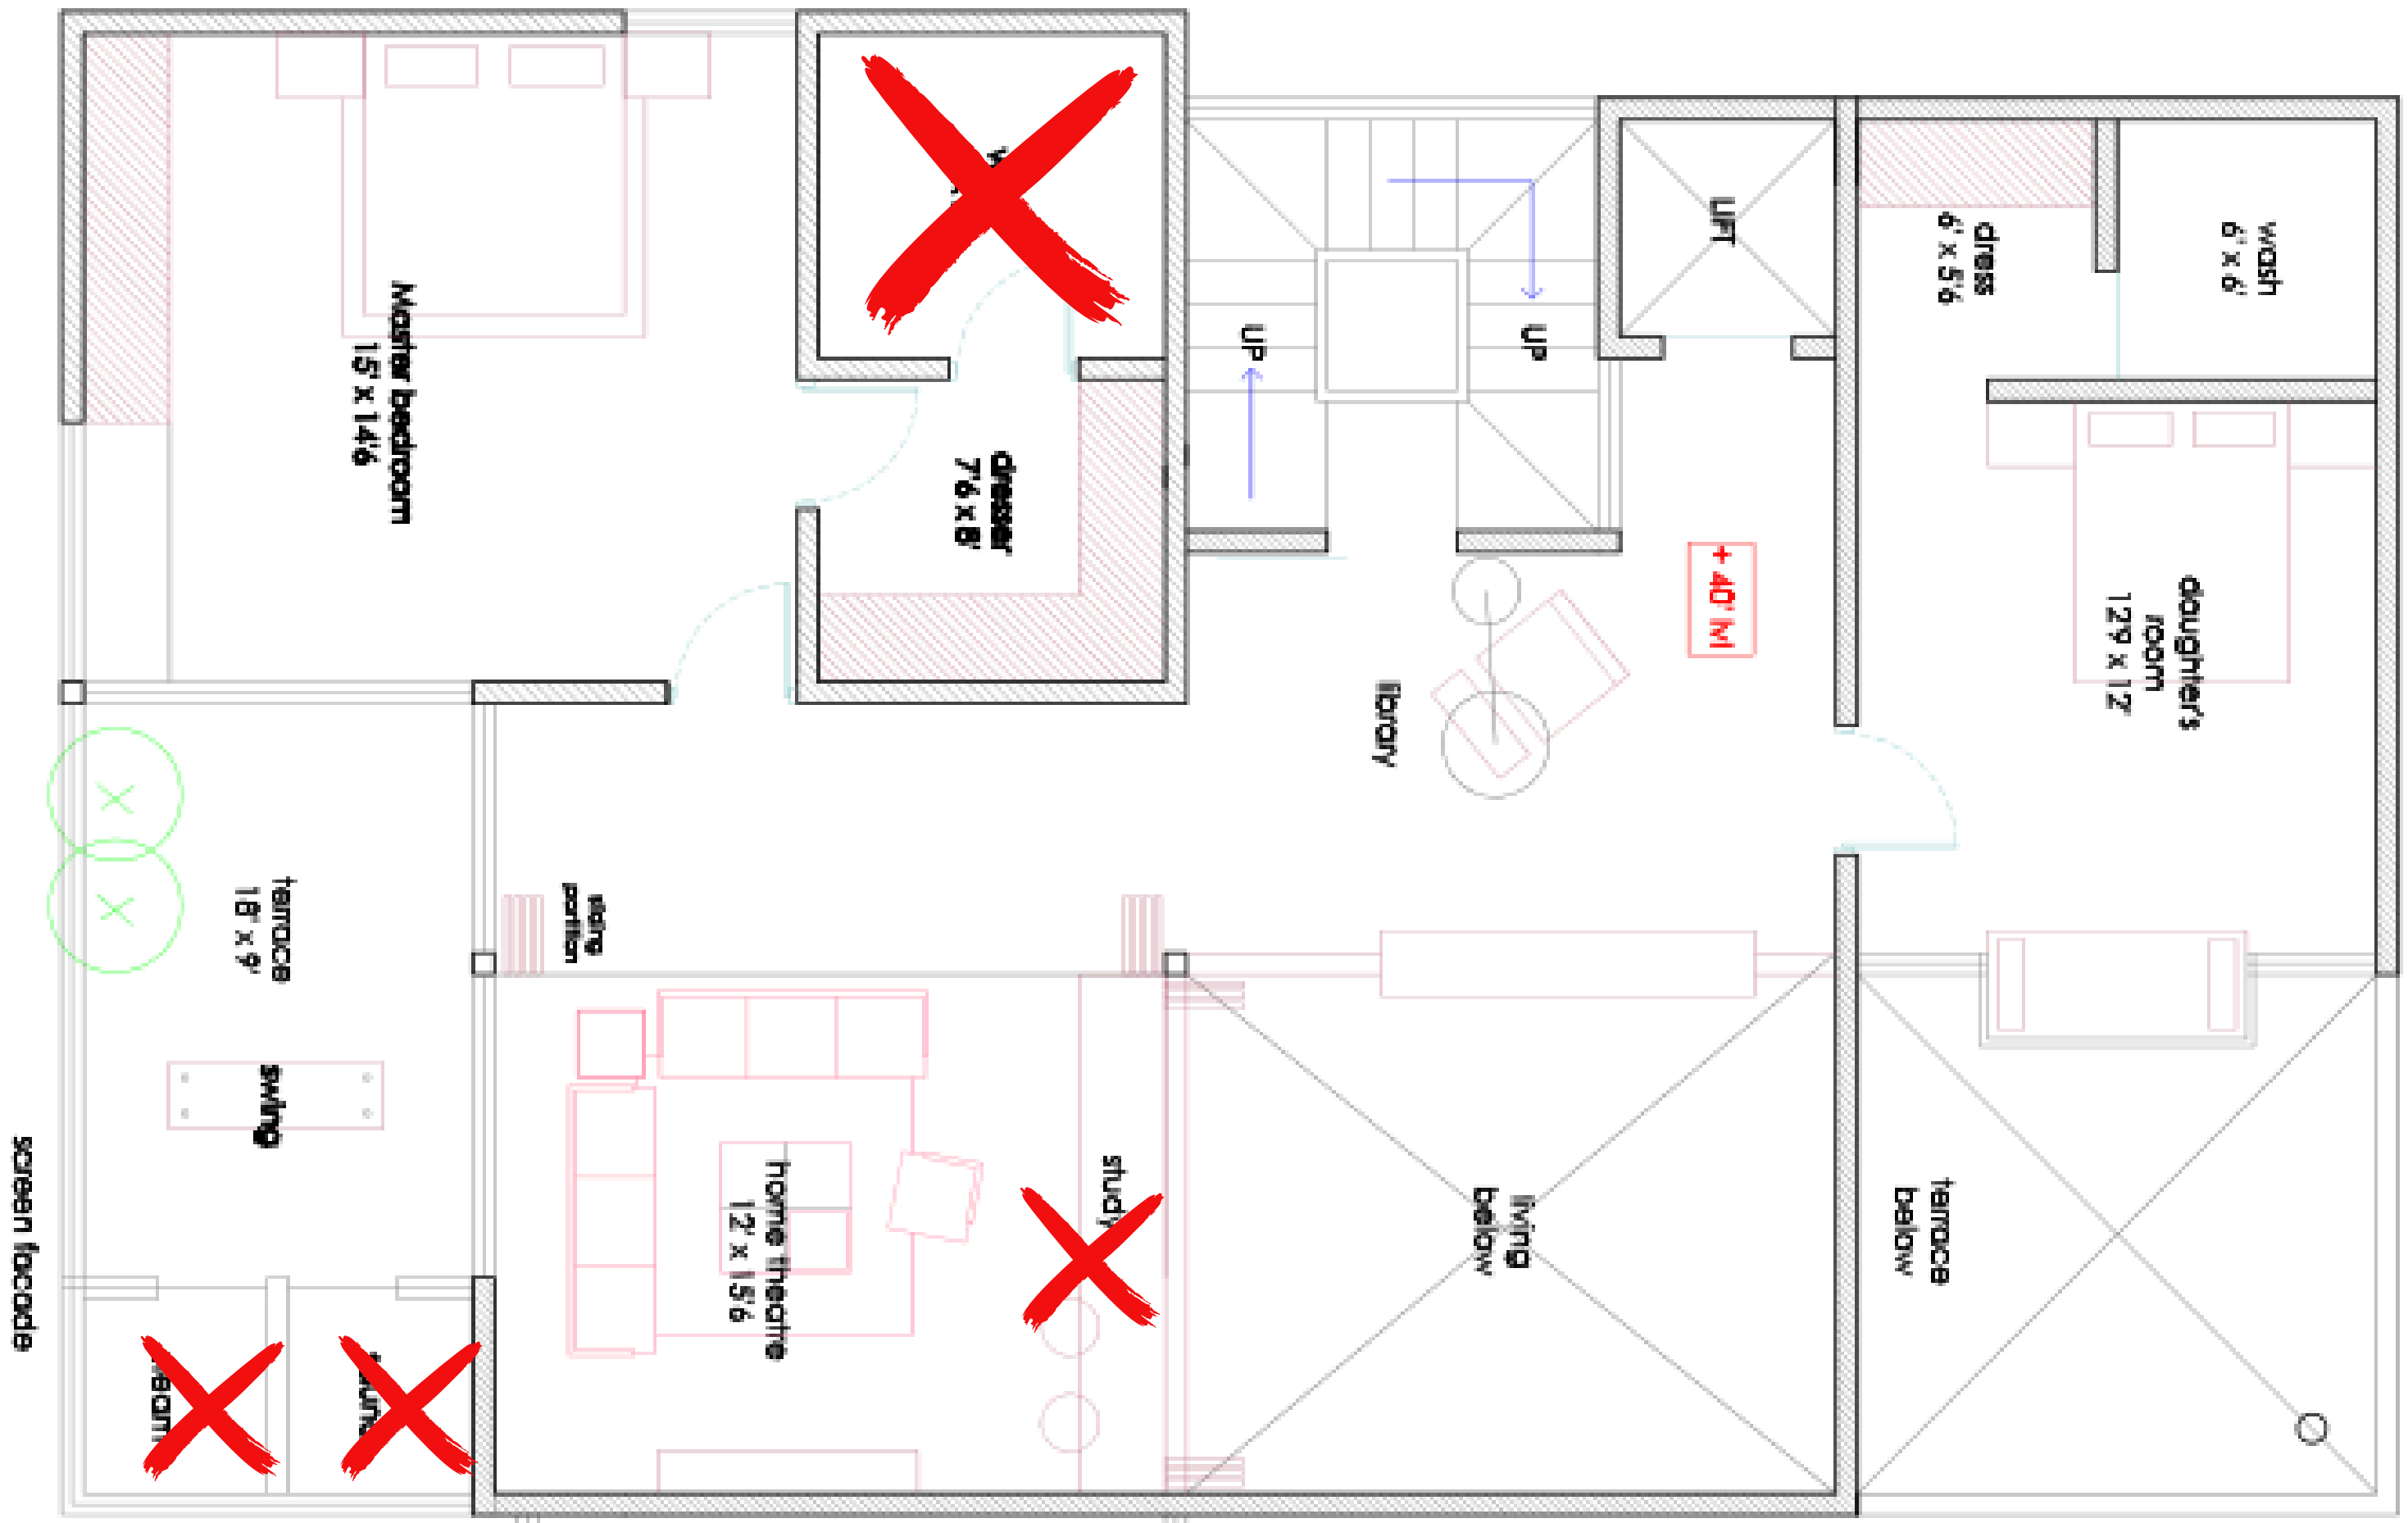 Master bedroom
15' x 14'6
dresser
7'6 x 8'
UP
UP
LIFT
dress
6' x 5'6
wash
6' x 6'
+ 40' lvl
library
daughter's
room
12'9 x 12'
terrace
18' x 9'
sliding
partition
swing
screen facade
home theatre
12' x 15'6
study
living
below
terrace
below